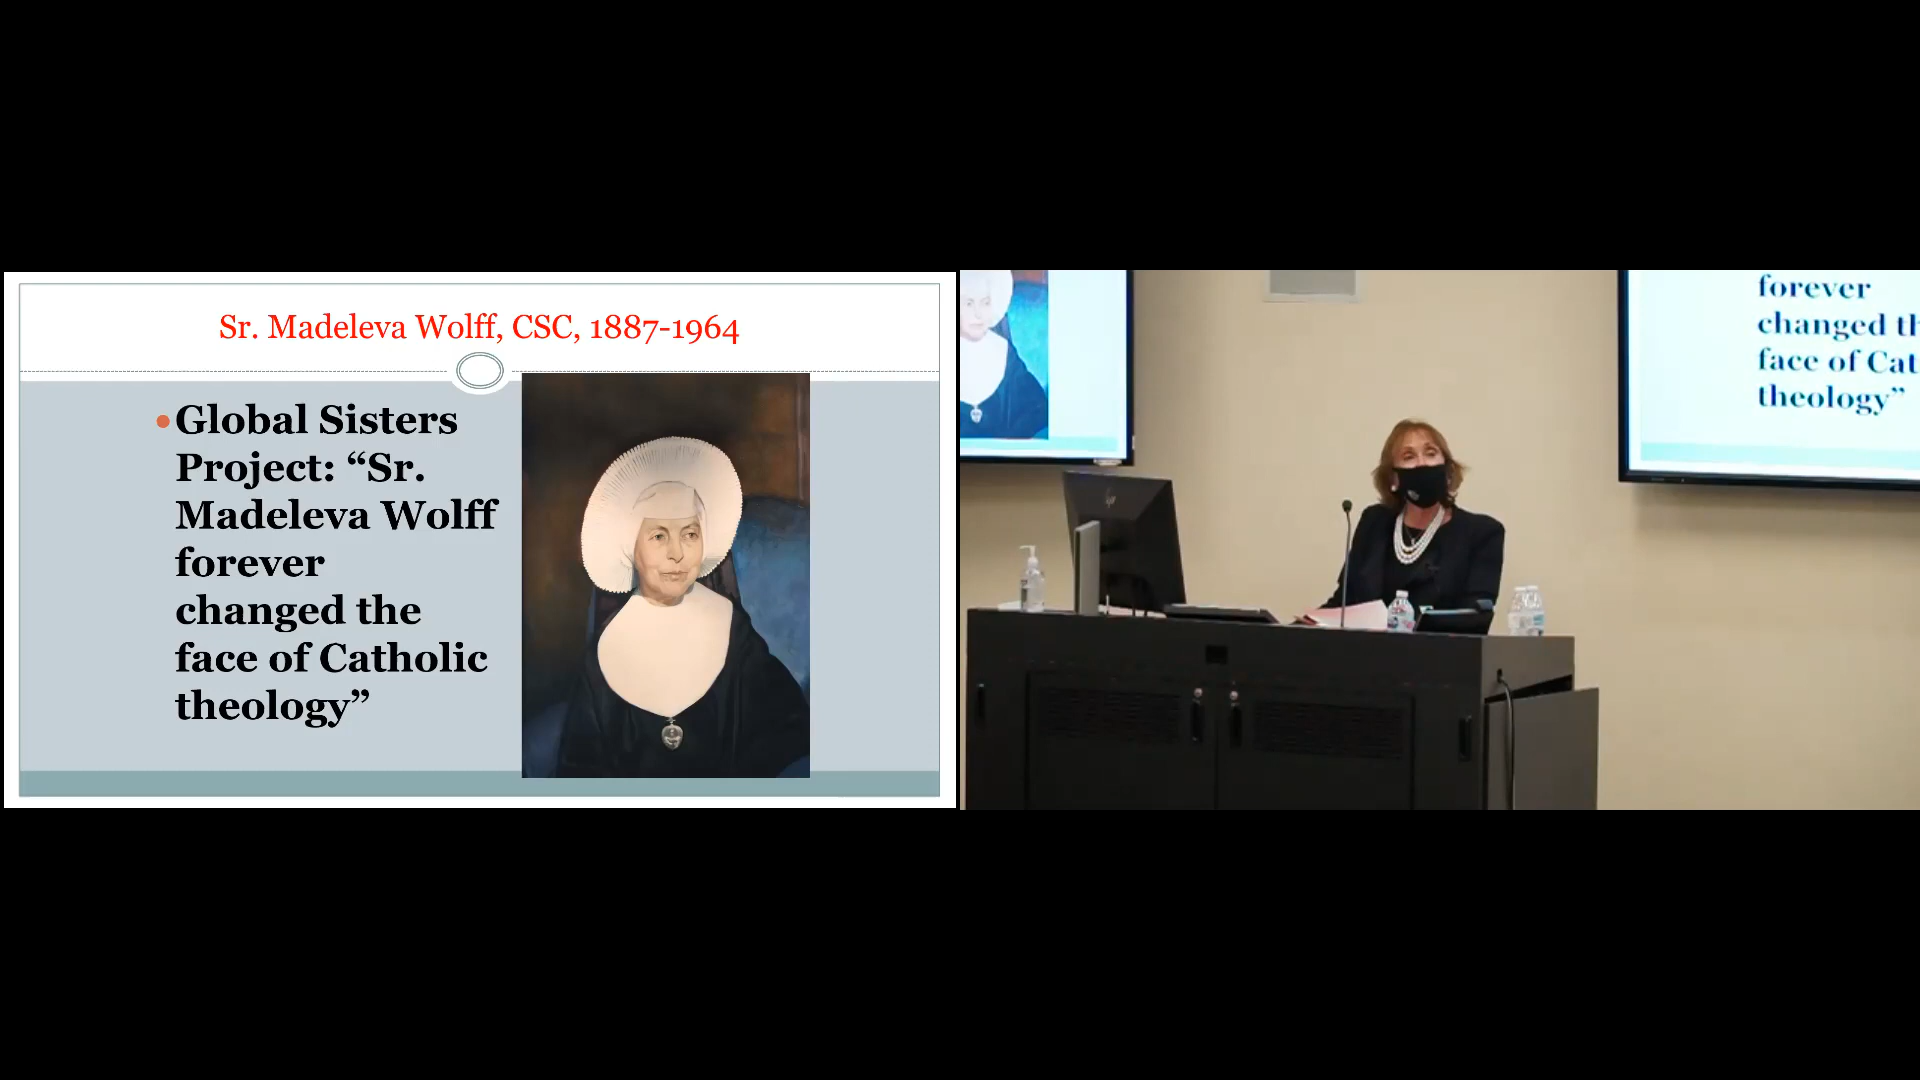 Sr. Madeleva Wolff, CSC, 1887-1964
•Global Sisters
Project: “Sr.
Madeleva Wolff
forever
changed the
face of Catholic
theology”
forever
changed th
face of Cat
theology”
hp